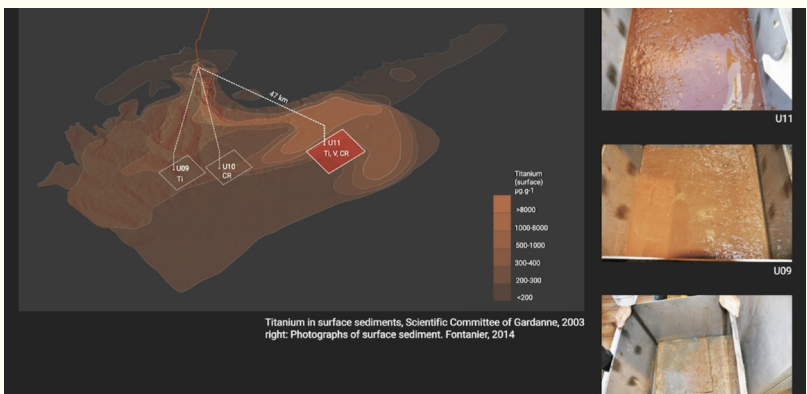 47 km
U09
Ti
U10
CR
U11
Ti, V, CR
Titanium
(surface)
µg.g-1
>8000
1000-8000
500-1000
300-400
200-300
<200
Titanium in surface sediments, Scientific Committee of Gardanne, 2003
right: Photographs of surface sediment. Fontanier, 2014
U11
U09